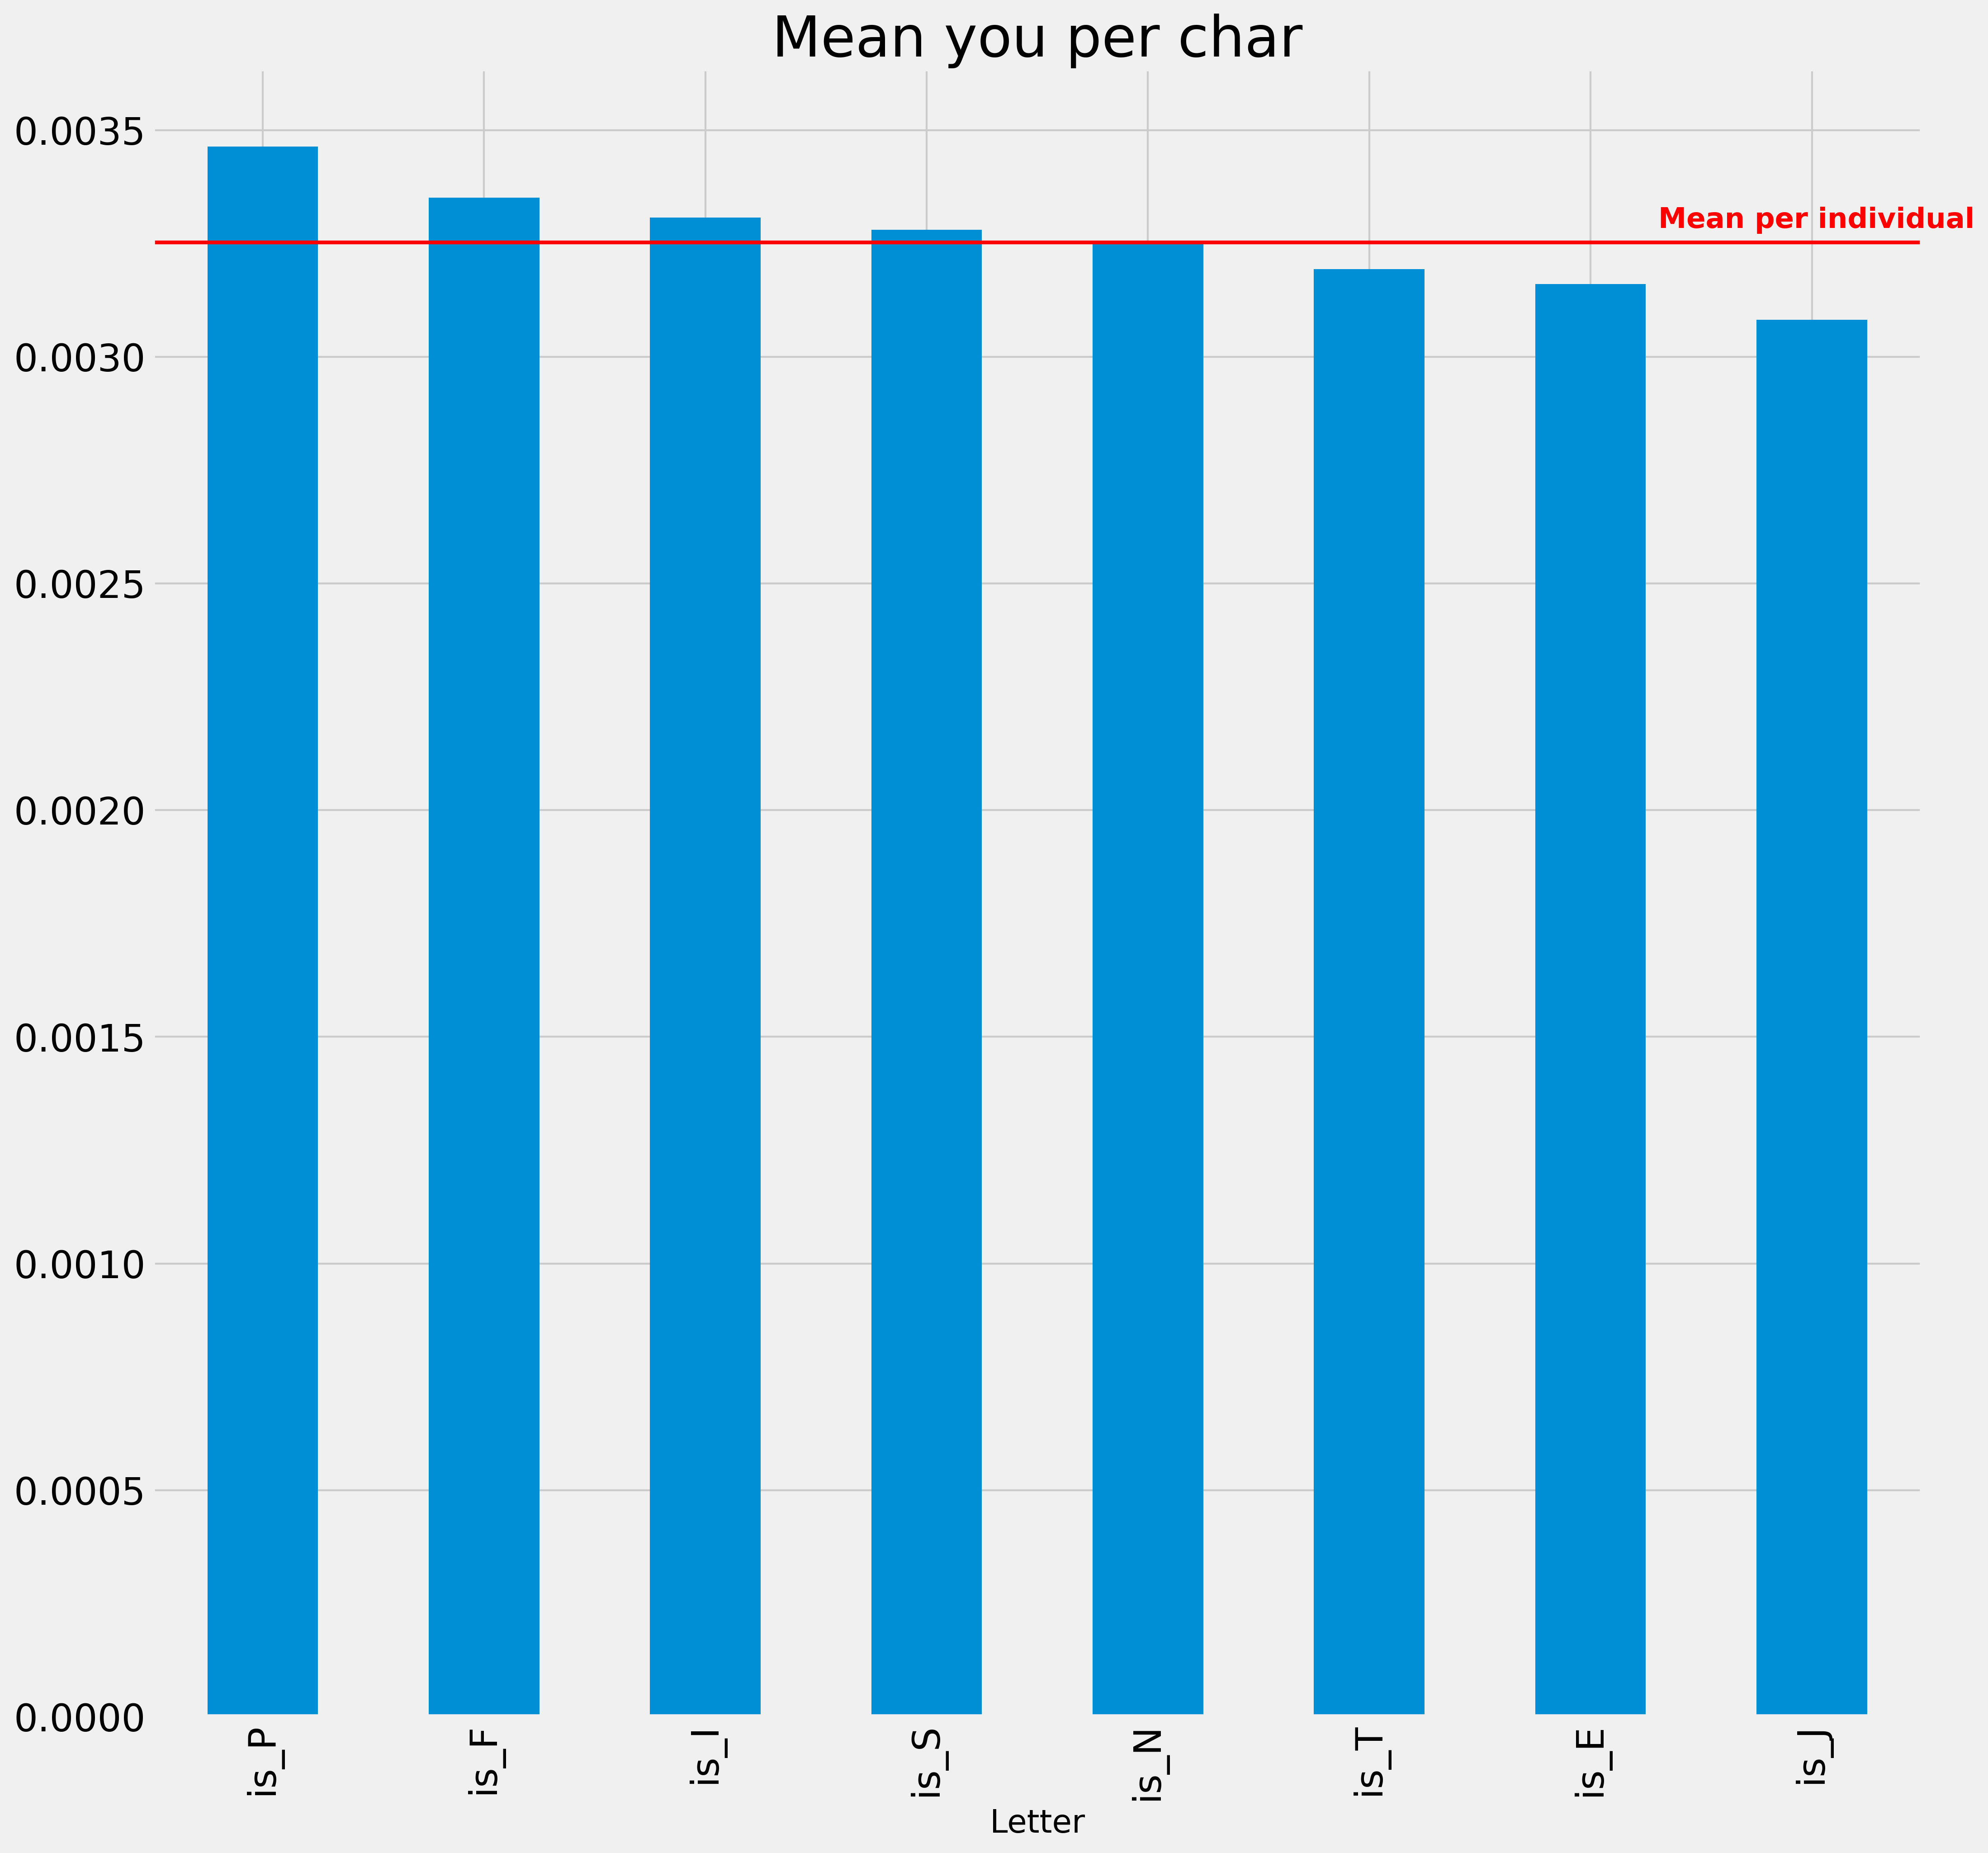 Mean you per char
0.0035
Mean per individual
0.0030
0.0025
0.0020
0.0015
0.0010
0.0005
0.0000
is_P
is_F
is_I
is_S
is_N
is_T
is_E
is_J
Letter